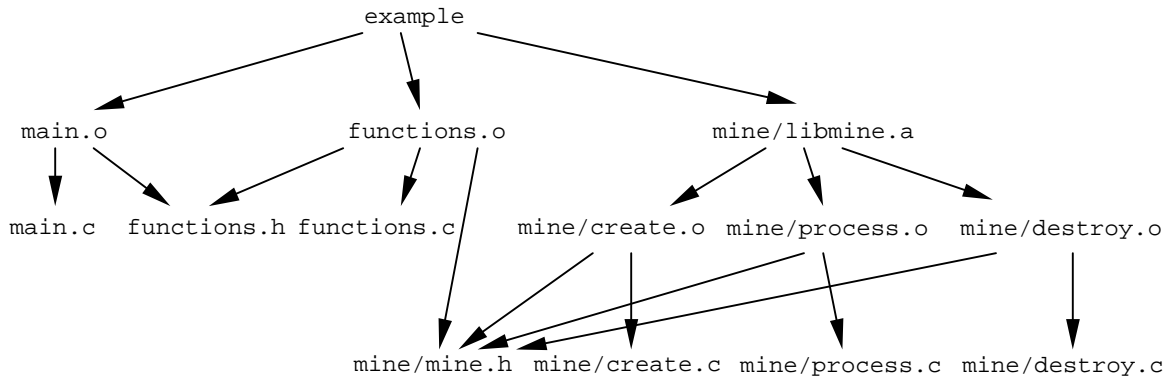 example
main.o functions.o mine/libmine.a
main.c functions.h functions.c mine/create.o mine/process.o mine/destroy.o
mine/mine.h mine/create.c mine/process.c mine/destroy.c